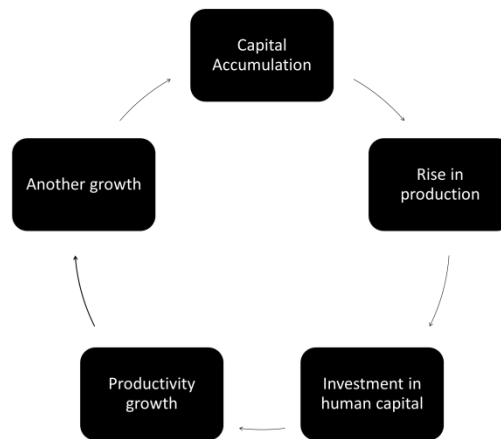 Capital
Accumulation
Rise in
production
Investment in
human capital
Productivity
growth
Another growth